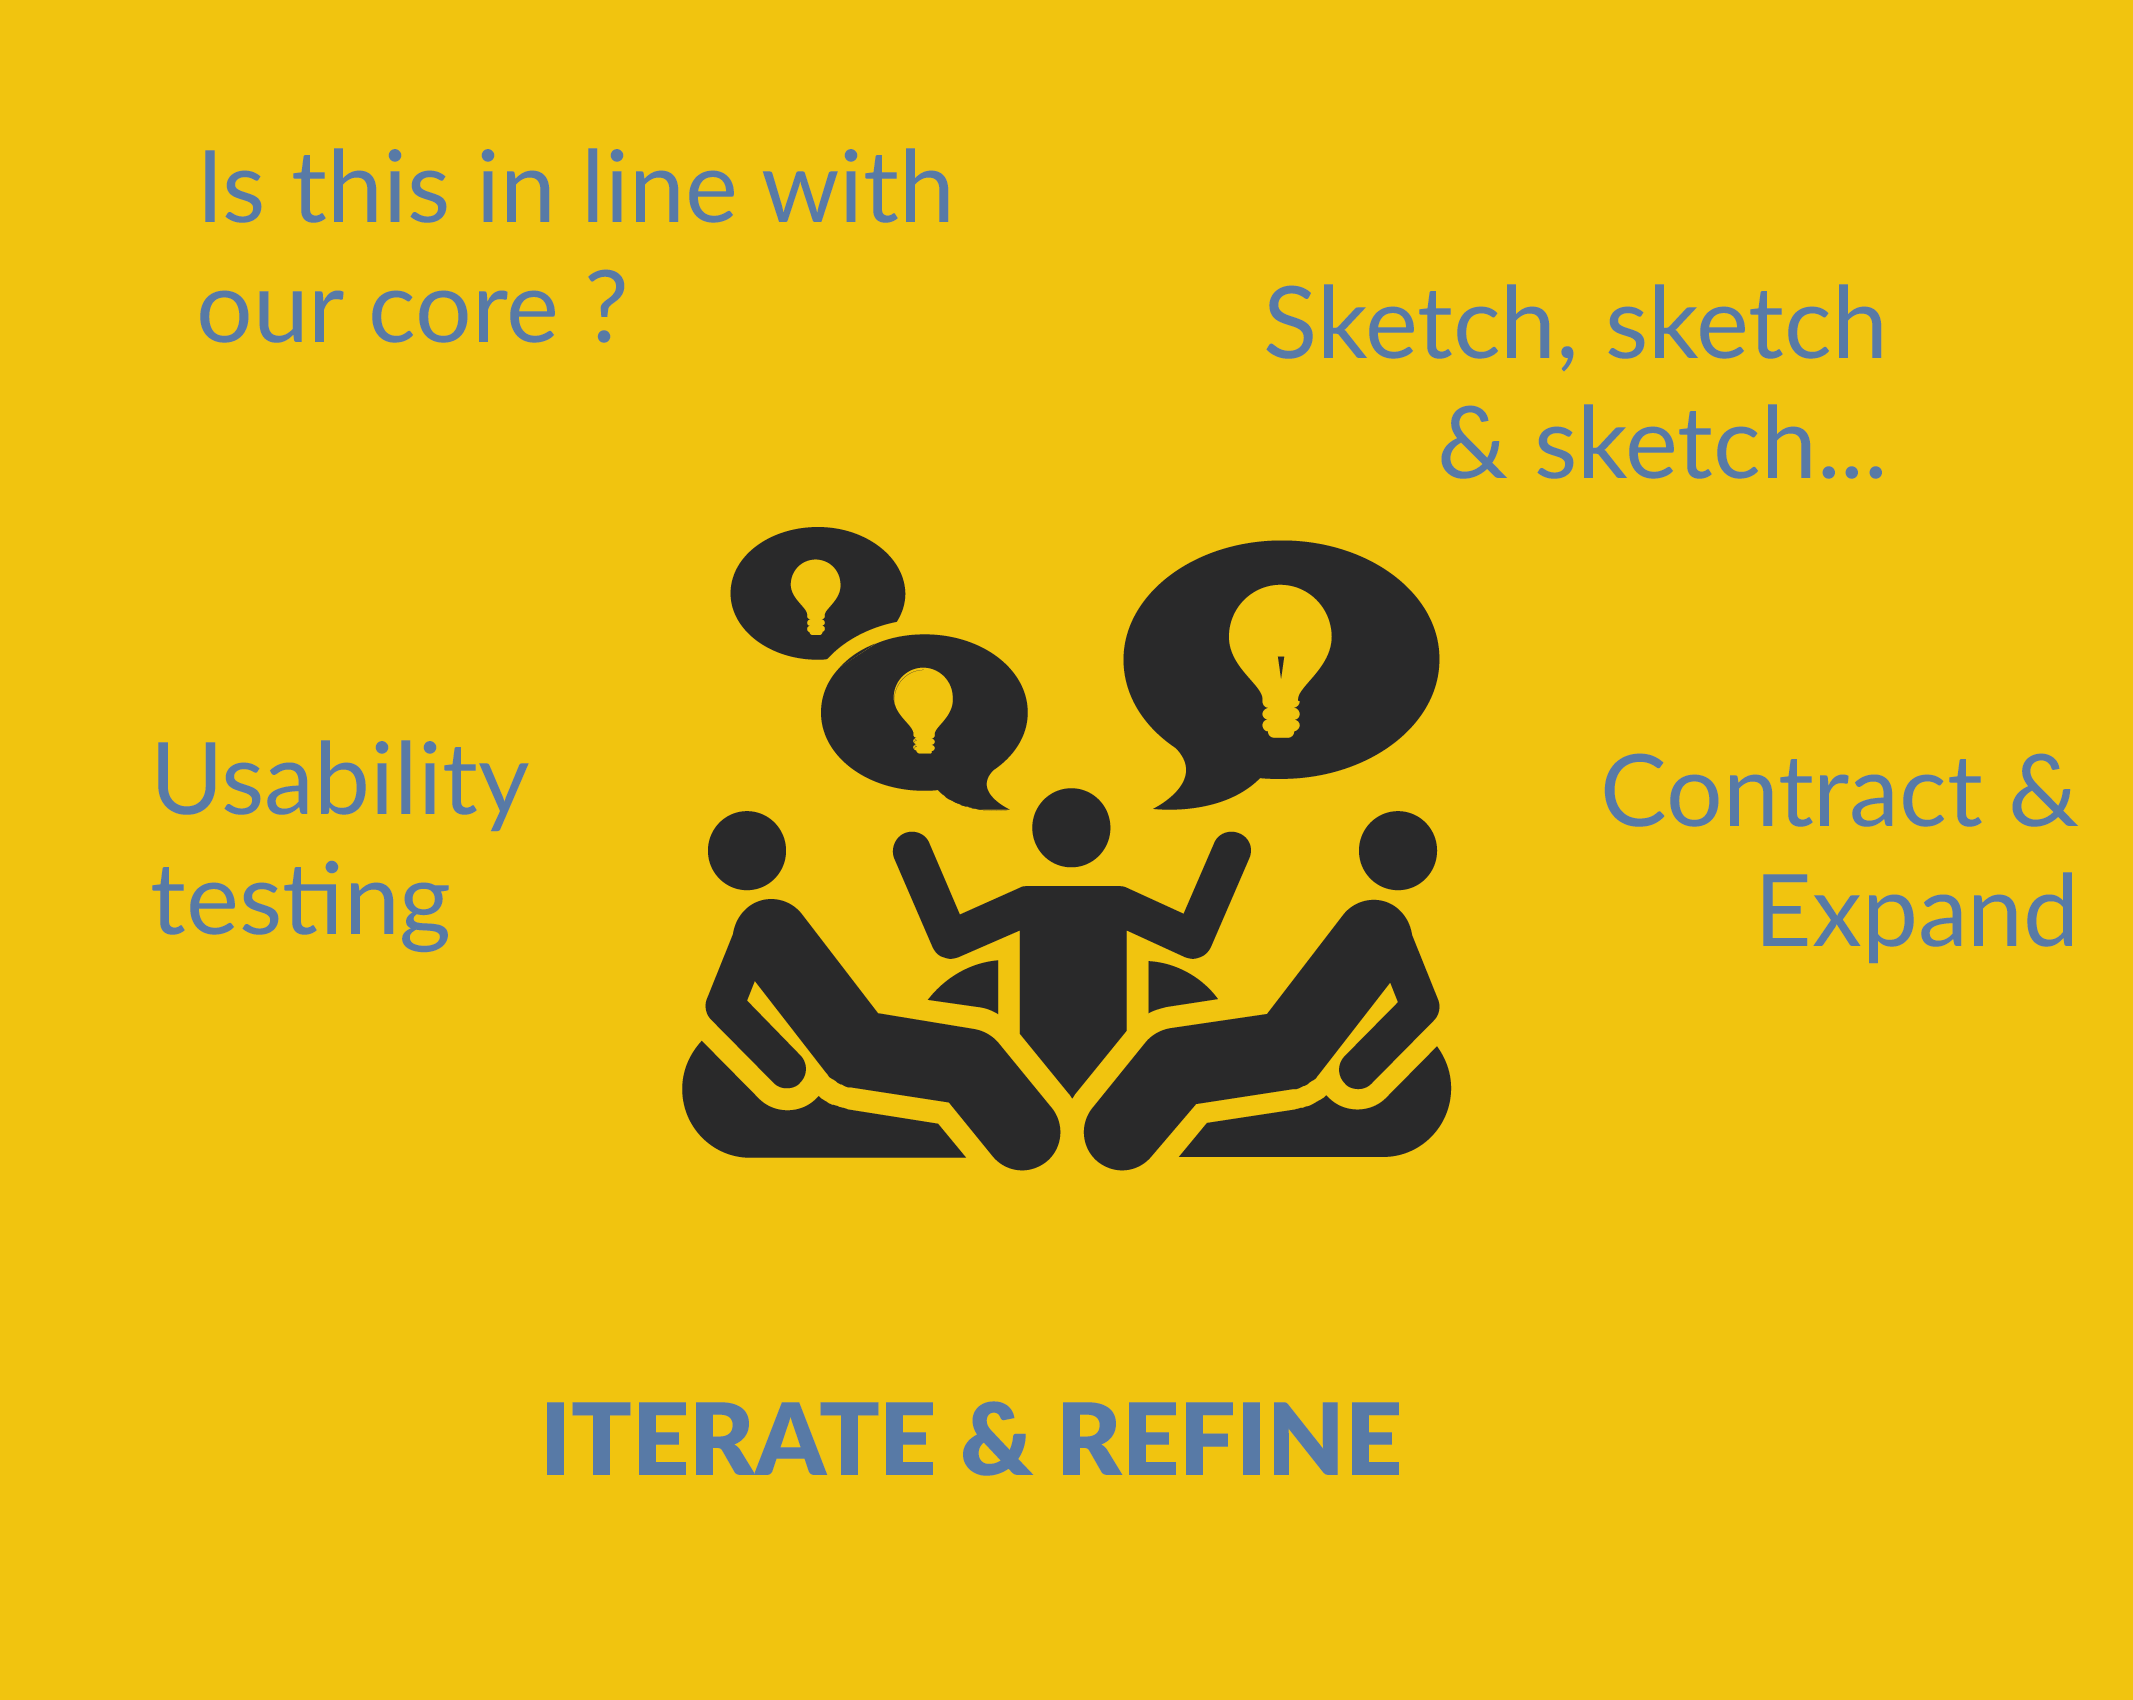 Is this in line with
our core ?
Sketch, sketch
& sketch...
Usability
testing
Contract &
Expand
ITERATE & REFINE